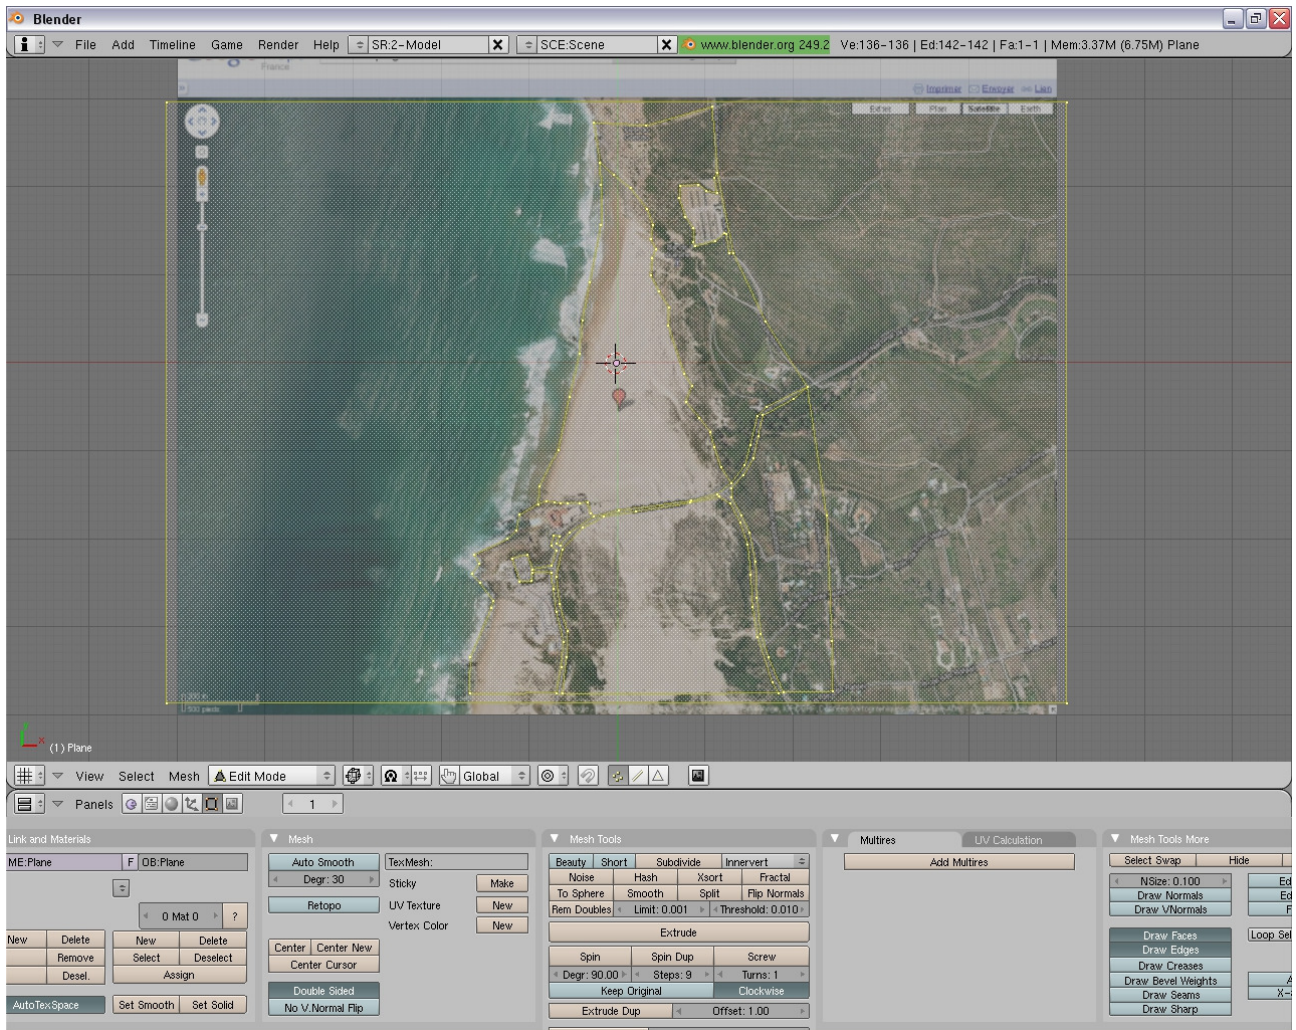 Blender
File Add Timeline Game Render Help SR:2-Model X SCE:Scene X www.blender.org 249.2 Ve:136-136 | Ed:142-142 | Fa:1-1 | Mem:3.37M (6.75M) Plane
France
Imprimer Envoyer Lien
Plan Satellite Earth
(1) Plane
View Select Mesh Edit Mode Global
Panels 1
Link and Materials Mesh Mesh Tools Multires UV Calculation Mesh Tools More
ME:Plane F OB:Plane
0 Mat 0 ?
New Delete New Delete
Remove Select Deselect
Desel. Assign
AutoTexSpace Set Smooth Set Solid
Auto Smooth TexMesh:
Degr: 30 Sticky Make
Retopo UV Texture New
Vertex Color New
Center Center New
Center Cursor
Double Sided
No V.Normal Flip
Beauty Short Subdivide Innervert
Noise Hash Xsort Fractal
To Sphere Smooth Split Flip Normals
Rem Doubles Limit: 0.001 Threshold: 0.010
Extrude
Spin Spin Dup Screw
Degr: 90.00 Steps: 9 Turns: 1
Keep Original Clockwise
Extrude Dup Offset: 1.00
Add Multires
Select Swap Hide
NSize: 0.100 Ed
Draw Normals Ed
Draw VNormals F
Draw Faces Loop Sel
Draw Edges
Draw Creases
Draw Bevel Weights
Draw Seams
Draw Sharp